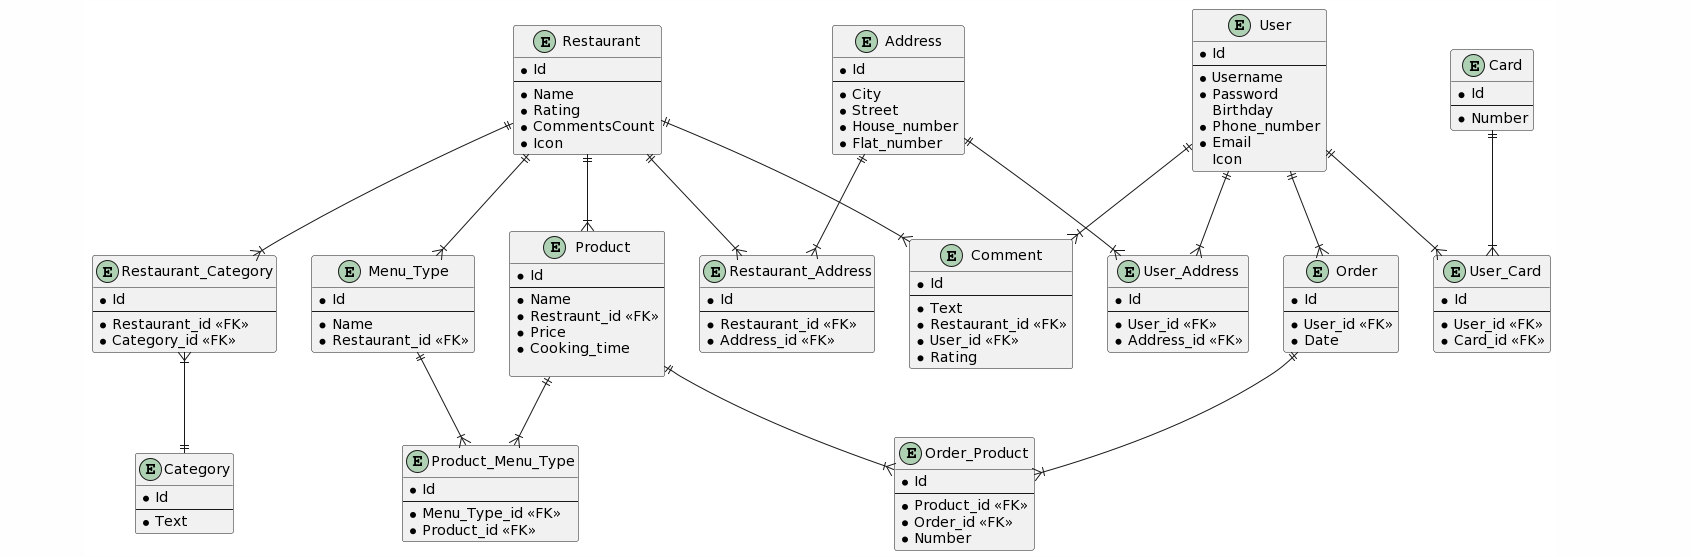 E Restaurant
Id
Name
Rating
CommentsCount
Icon
E Address
Id
City
Street
House_number
Flat_number
E User
Id
Username
Password
Birthday
Phone_number
Email
Icon
E Card
Id
Number
E Restaurant_Category
Id
Restaurant_id «FK»
Category_id «FK»
E Menu_Type
Id
Name
Restaurant_id «FK»
E Product
Id
Name
Restraunt_id «FK»
Price
Cooking_time
E Restaurant_Address
Id
Restaurant_id «FK»
Address_id «FK»
E Comment
Id
Text
Restaurant_id «FK»
User_id «FK»
Rating
E User_Address
Id
User_id «FK»
Address_id «FK»
E Order
Id
User_id «FK»
Date
E User_Card
Id
User_id «FK»
Card_id «FK»
E Category
Id
Text
E Product_Menu_Type
Id
Menu_Type_id «FK»
Product_id «FK»
E Order_Product
Id
Product_id «FK»
Order_id «FK»
Number